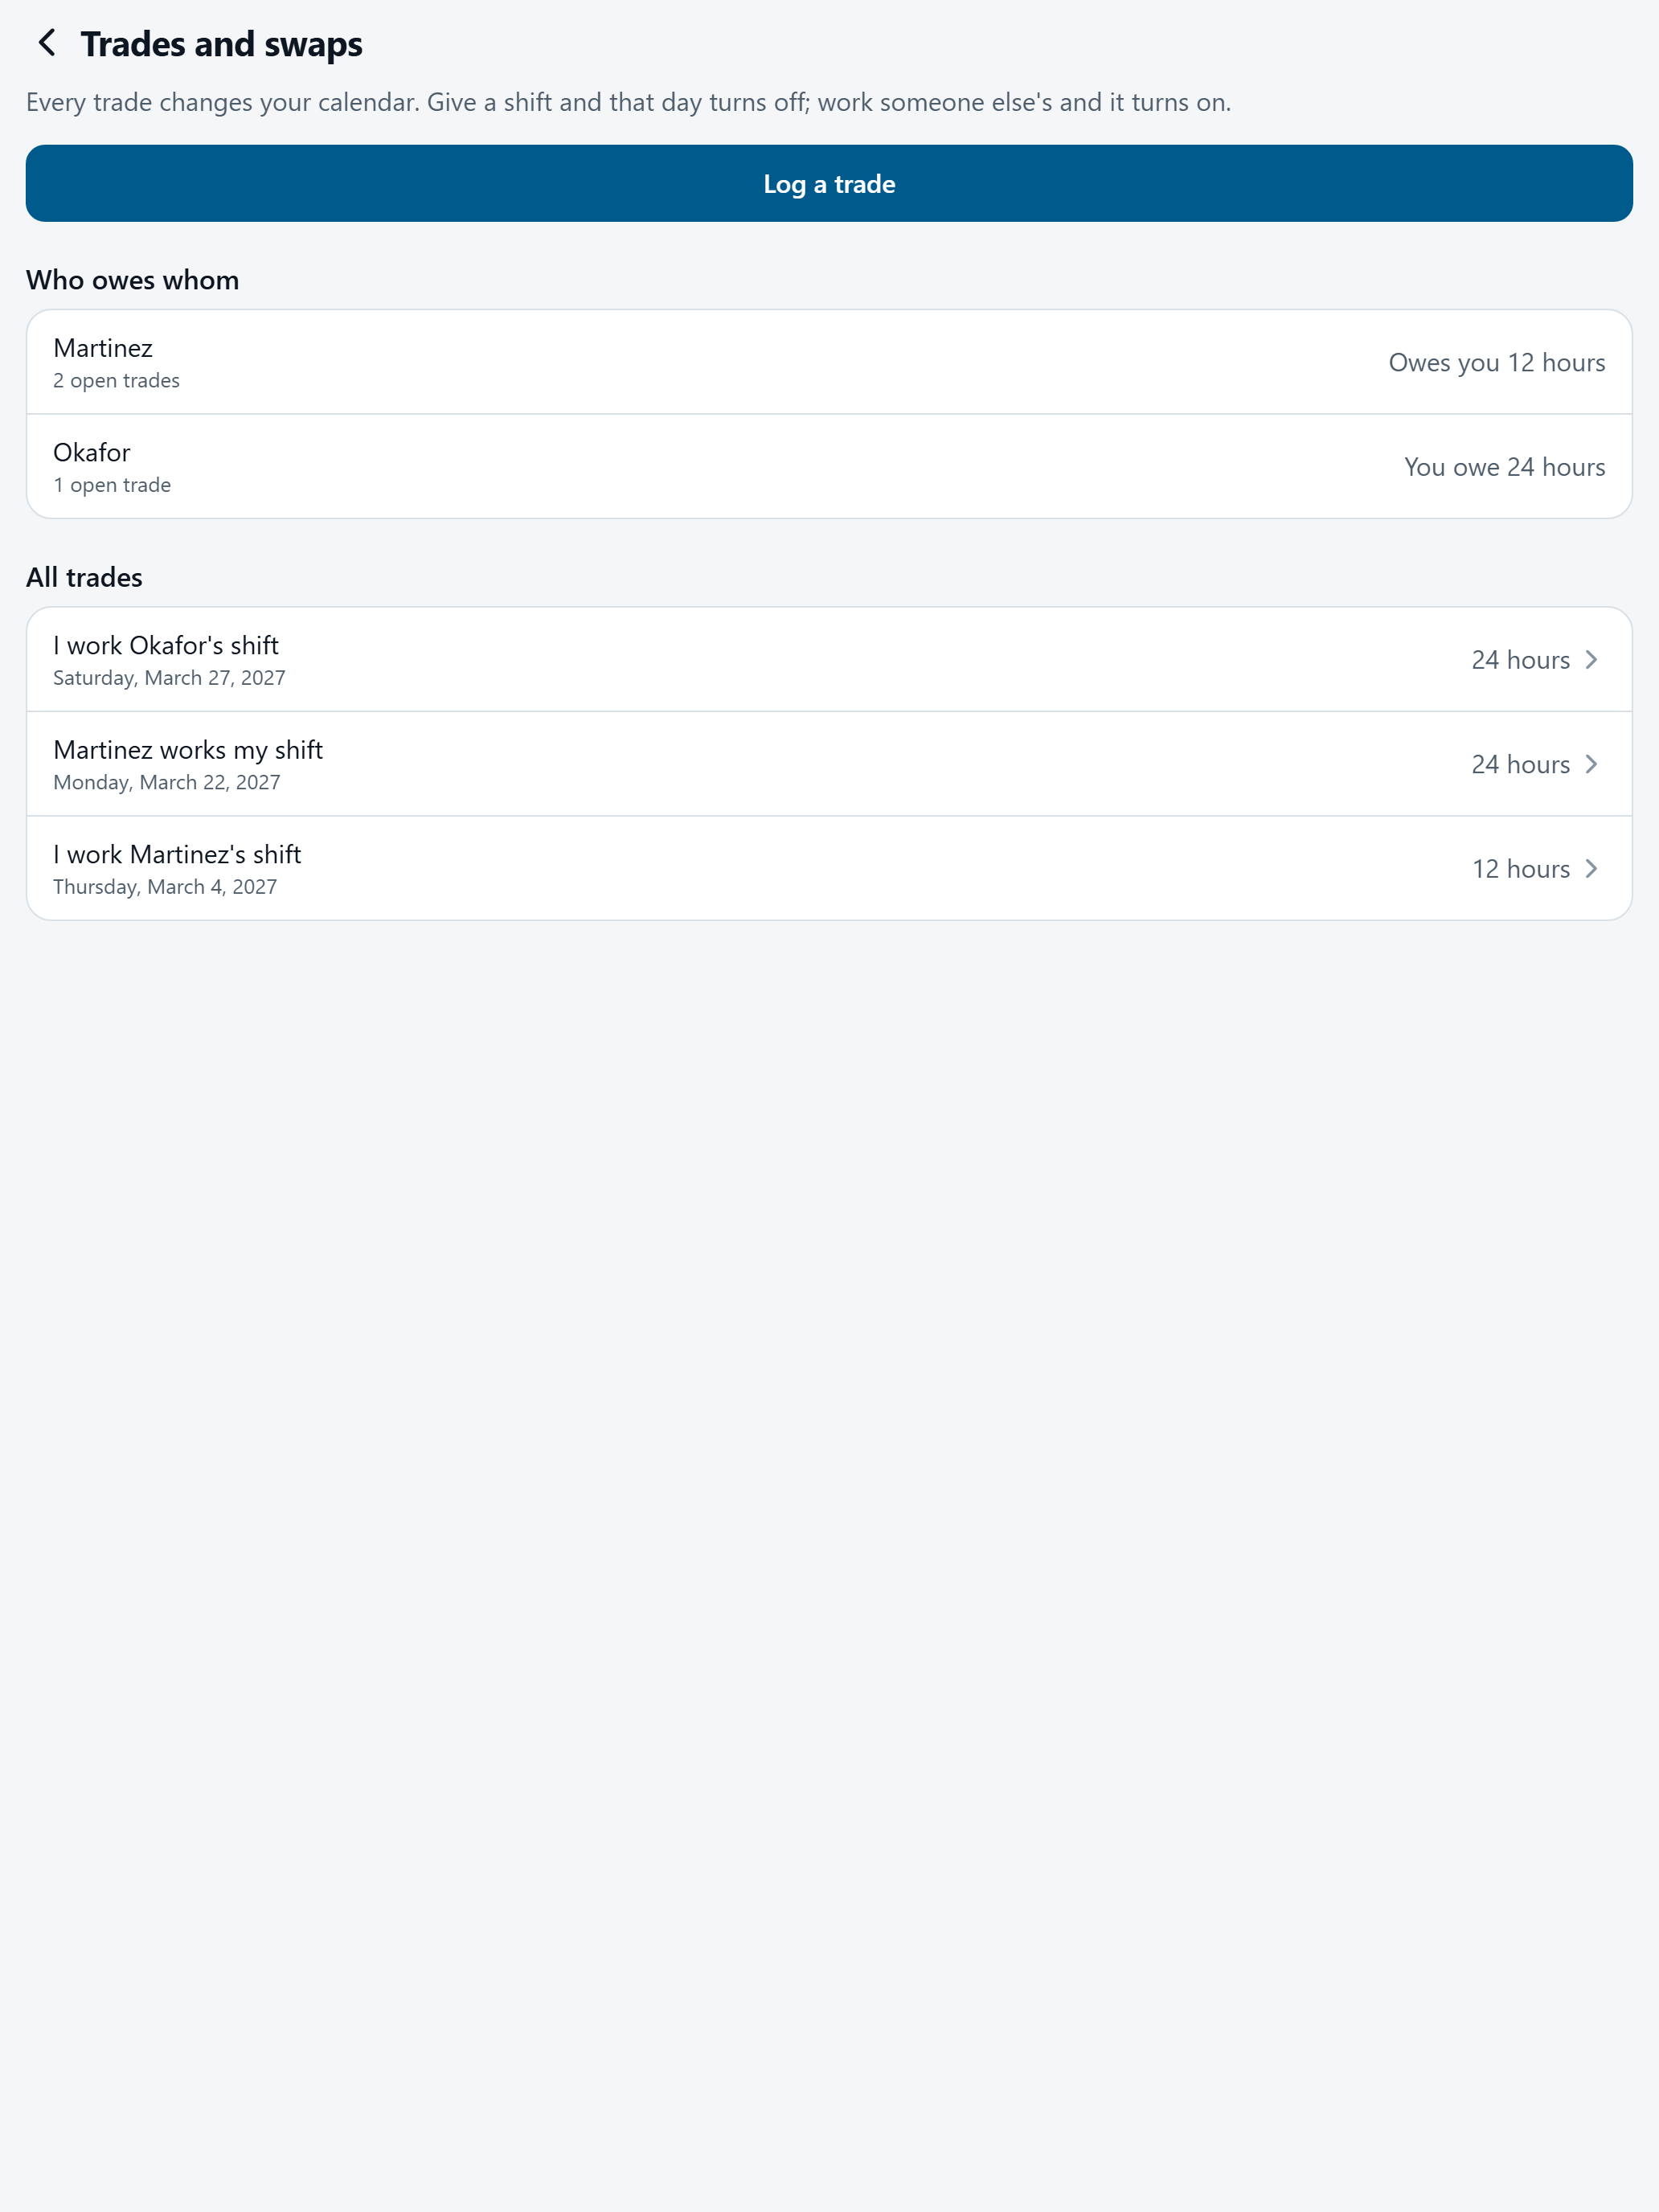 Trades and swaps
Every trade changes your calendar. Give a shift and that day turns off; work someone else's and it turns on.
Log a trade
Who owes whom
Martinez
2 open trades
Owes you 12 hours
Okafor
1 open trade
You owe 24 hours
All trades
I work Okafor's shift
Saturday, March 27, 2027
24 hours
Martinez works my shift
Monday, March 22, 2027
24 hours
I work Martinez's shift
Thursday, March 4, 2027
12 hours